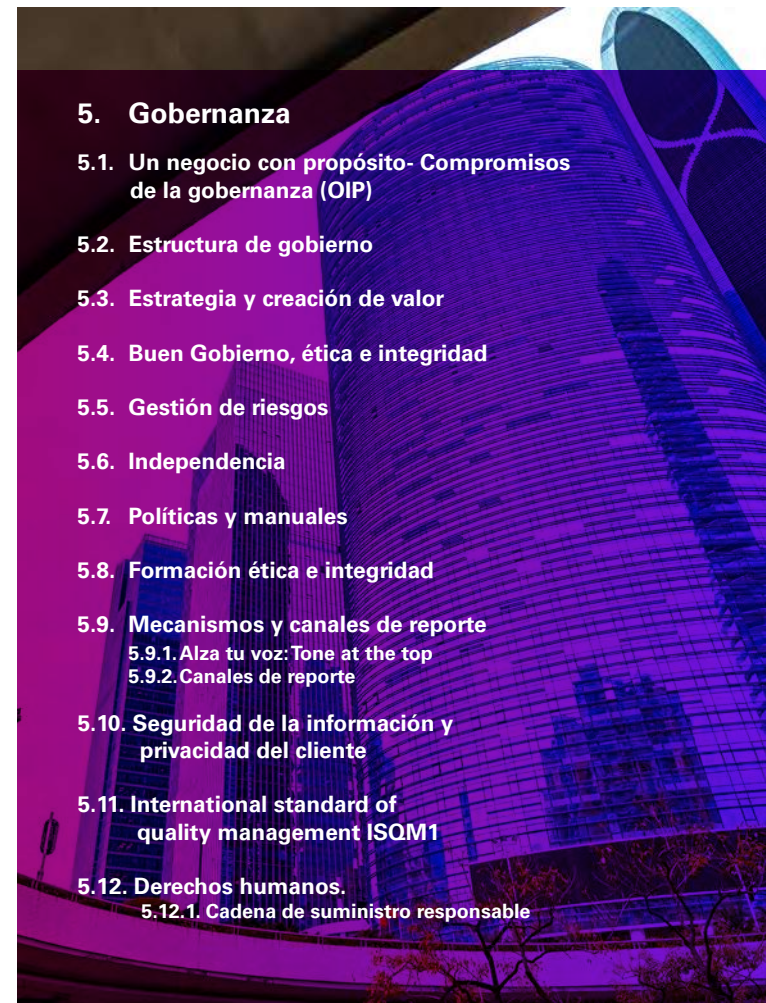 5. Gobernanza
5.1. Un negocio con propósito- Compromisos
de la gobernanza (OIP)
5.2. Estructura de gobierno
5.3. Estrategia y creación de valor
5.4. Buen Gobierno, ética e integridad
5.5. Gestión de riesgos
5.6. Independencia
5.7. Políticas y manuales
5.8. Formación ética e integridad
5.9. Mecanismos y canales de reporte
5.9.1. Alza tu voz: Tone at the top
5.9.2. Canales de reporte
5.10. Seguridad de la información y
privacidad del cliente
5.11. International standard of
quality management ISQM1
5.12. Derechos humanos.
5.12.1. Cadena de suministro responsable